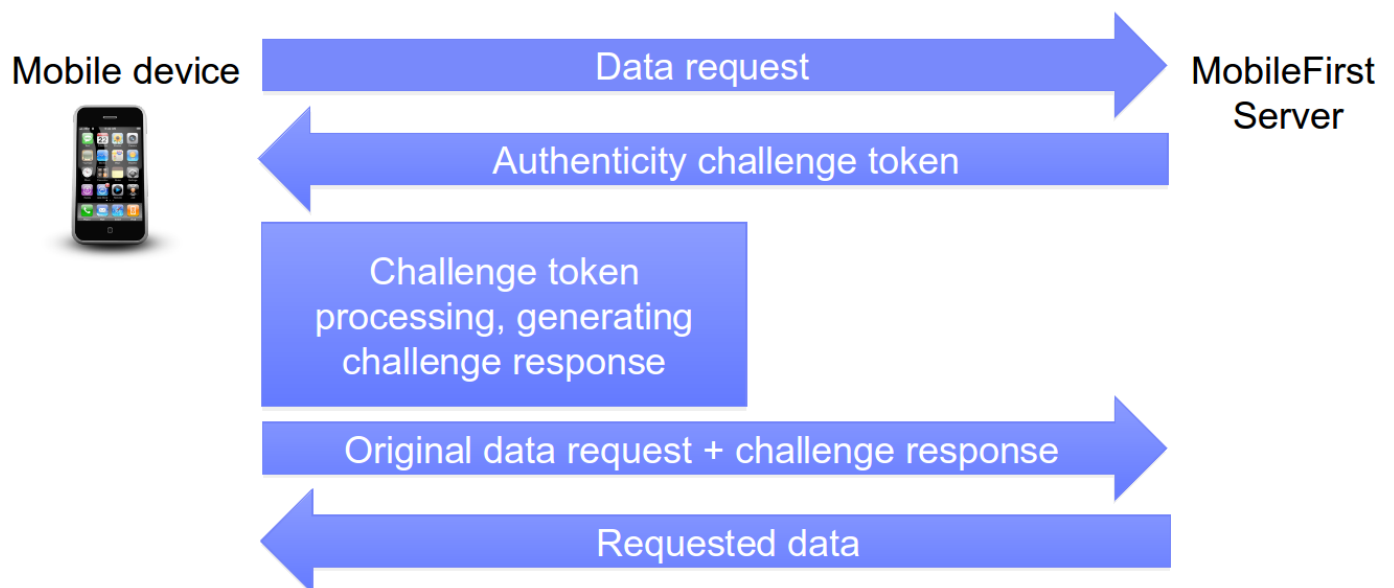 Data request
Mobile device
MobileFirst
Server
Authenticity challenge token
Challenge token
processing, generating
challenge response
Original data request + challenge response
Requested data